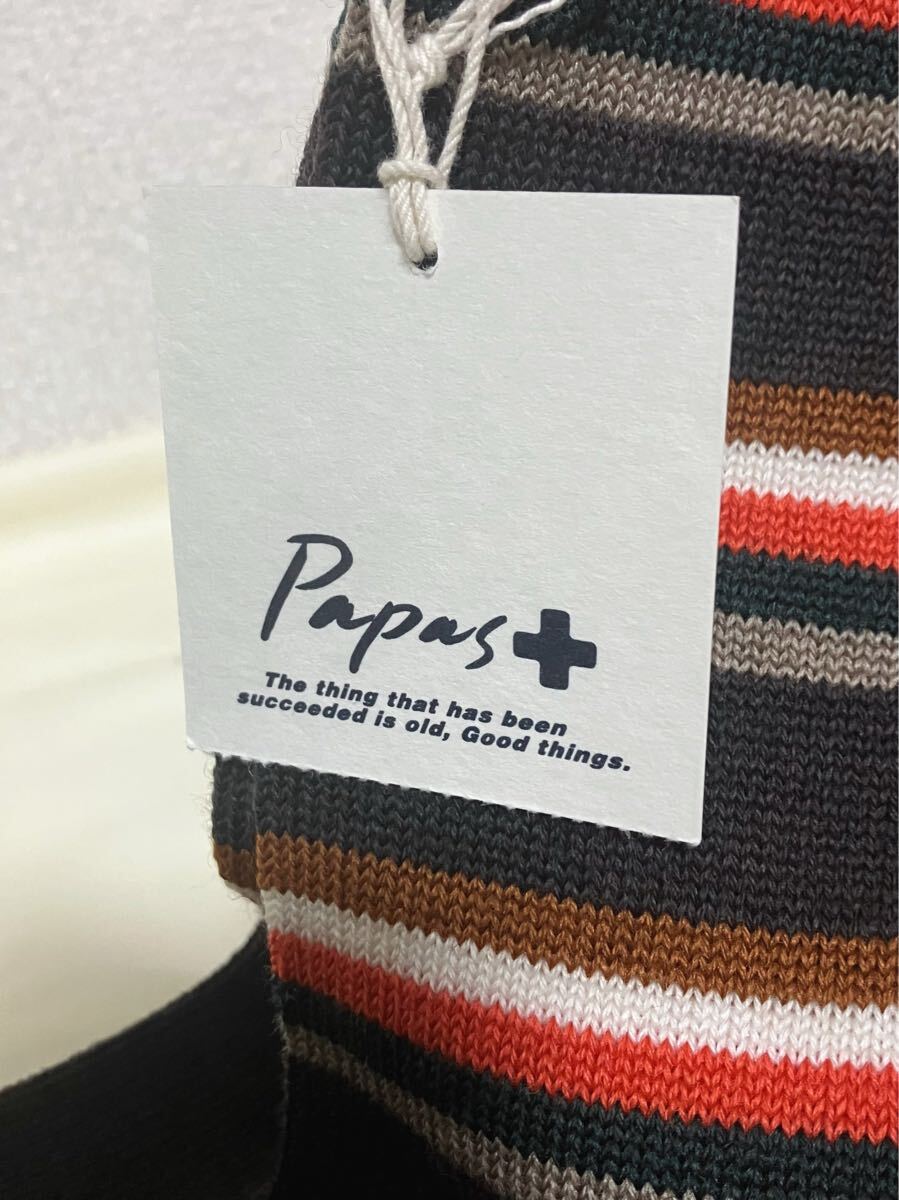 Papas+
The thing that has been
succeeded is old, Good things.